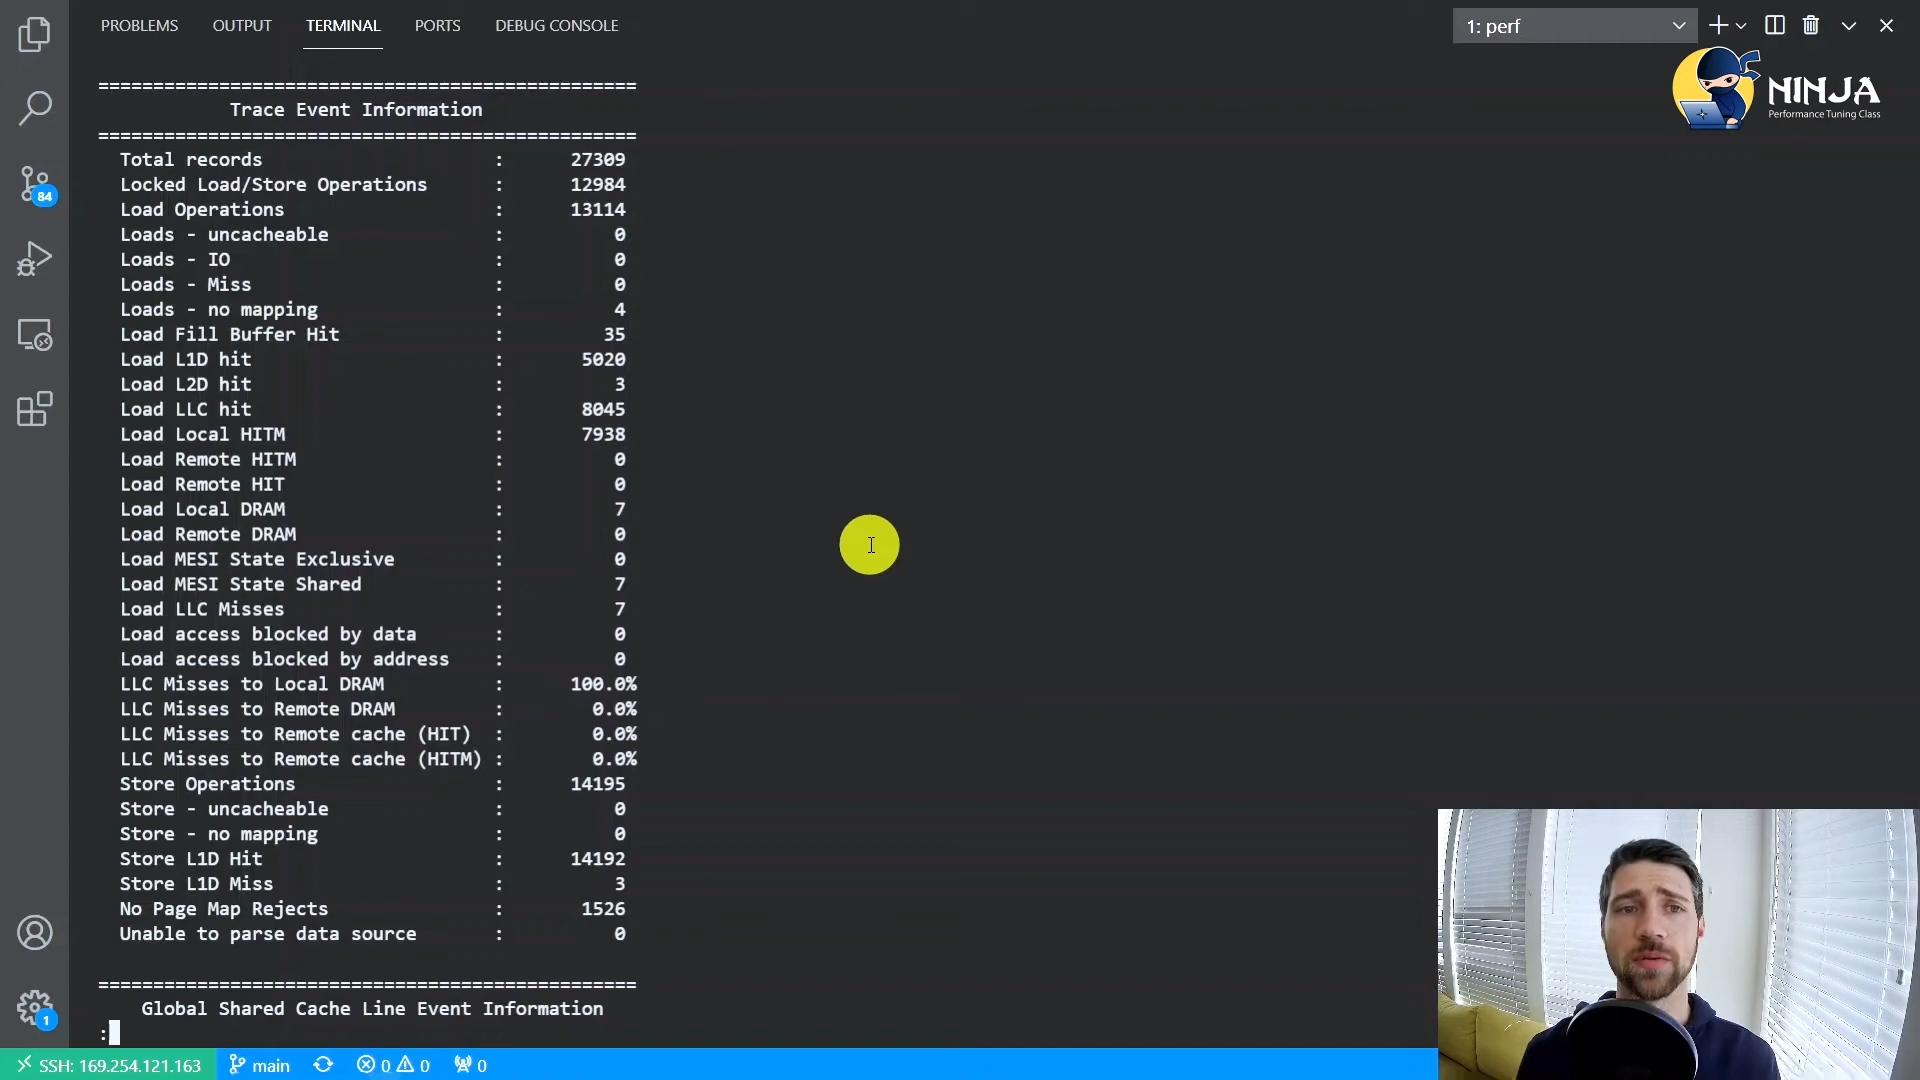 PROBLEMS OUTPUT TERMINAL PORTS DEBUG CONSOLE
1: perf
NINJA
Performance Tuning Class
84
=================================================
Trace Event Information
=================================================
Total records : 27309
Locked Load/Store Operations : 12984
Load Operations : 13114
Loads - uncacheable : 0
Loads - IO : 0
Loads - Miss : 0
Loads - no mapping : 4
Load Fill Buffer Hit : 35
Load L1D hit : 5020
Load L2D hit : 3
Load LLC hit : 8045
Load Local HITM : 7938
Load Remote HITM : 0
Load Remote HIT : 0
Load Local DRAM : 7
Load Remote DRAM : 0
Load MESI State Exclusive : 0
Load MESI State Shared : 7
Load LLC Misses : 7
Load access blocked by data : 0
Load access blocked by address : 0
LLC Misses to Local DRAM : 100.0%
LLC Misses to Remote DRAM : 0.0%
LLC Misses to Remote cache (HIT) : 0.0%
LLC Misses to Remote cache (HITM) : 0.0%
Store Operations : 14195
Store - uncacheable : 0
Store - no mapping : 0
Store L1D Hit : 14192
Store L1D Miss : 3
No Page Map Rejects : 1526
Unable to parse data source : 0
=================================================
Global Shared Cache Line Event Information
:
1
SSH: 169.254.121.163 main 0 0 0